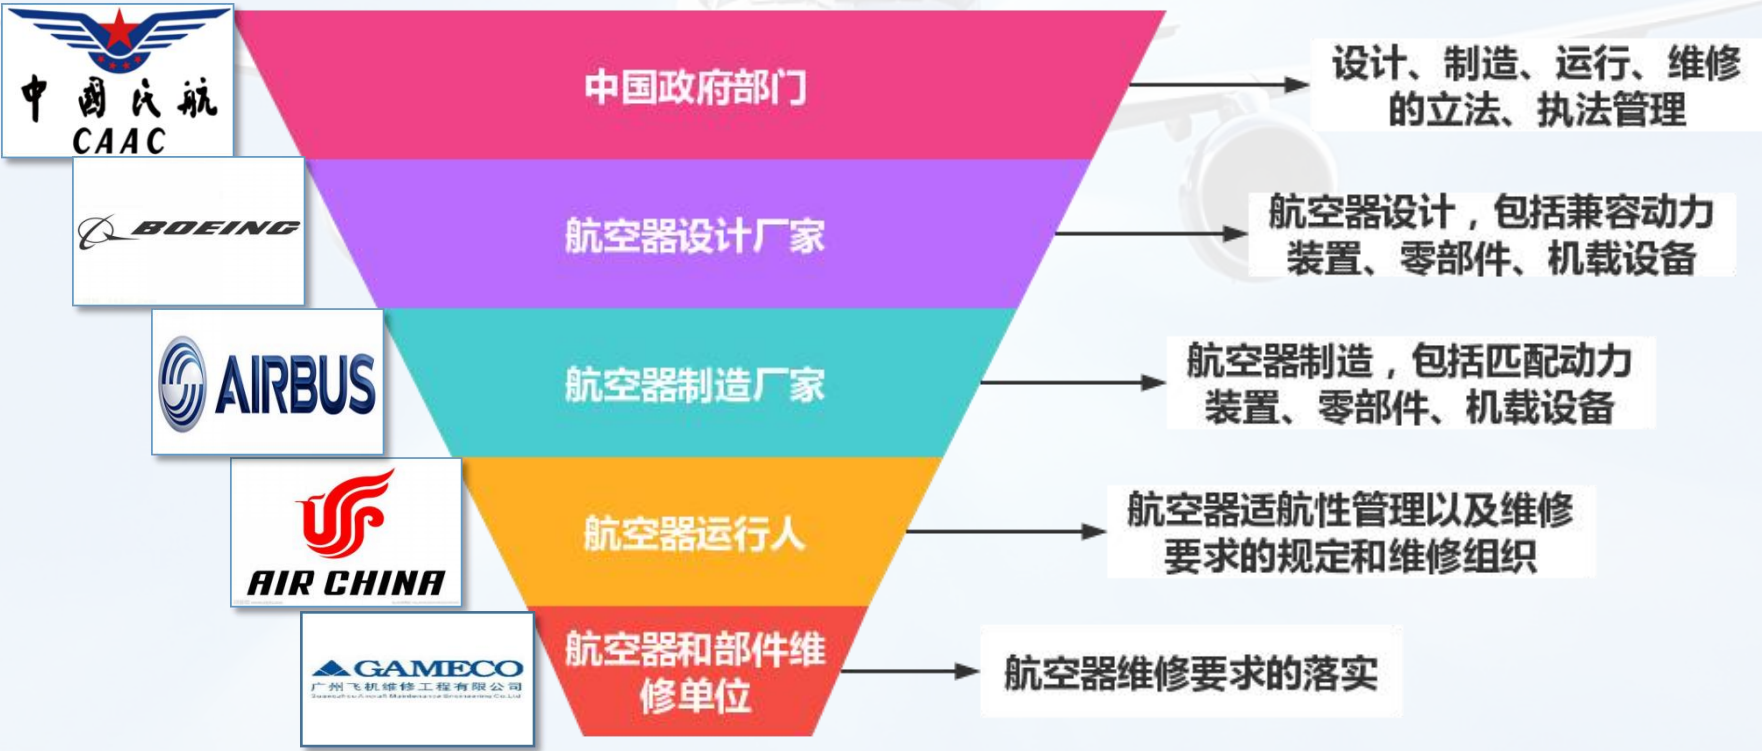 中國民航
CAAC
中国政府部门
设计、制造、运行、维修
的立法、执法管理
BOEING
航空器设计厂家
航空器设计，包括兼容动力
装置、零部件、机载设备
AIRBUS
航空器制造厂家
航空器制造，包括匹配动力
装置、零部件、机载设备
AIR CHINA
航空器运行人
航空器适航性管理以及维修
要求的规定和维修组织
GAMECO
广州飞机维修工程有限公司
Guangzhou Aircraft Maintenance Engineering Co.Ltd
航空器和部件维
修单位
航空器维修要求的落实